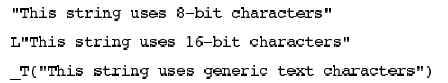 "This string uses 8-bit characters"
L"This string uses 16-bit characters"
_T("This string uses generic text characters")